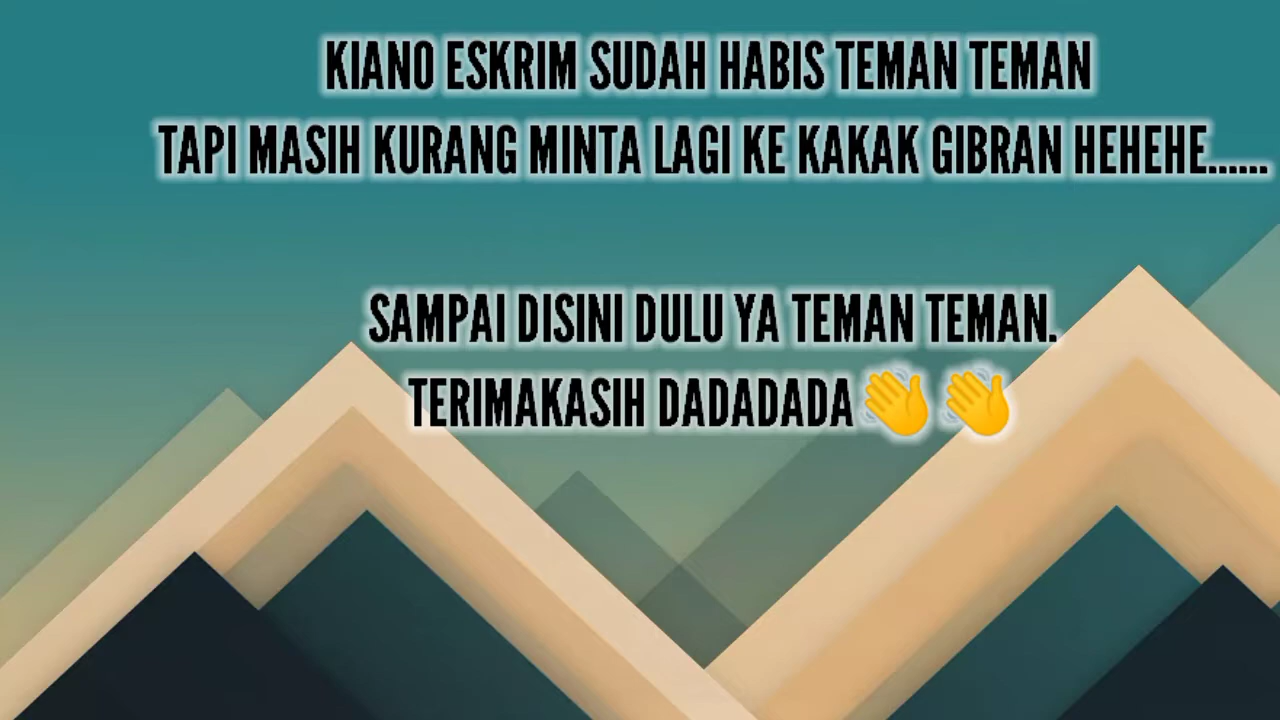 KIANO ESKRIM SUDAH HABIS TEMAN TEMAN
TAPI MASIH KURANG MINTA LAGI KE KAKAK GIBRAN HEHEHE......
SAMPAI DISINI DULU YA TEMAN TEMAN.
TERIMAKASIH DADADADA👋👋